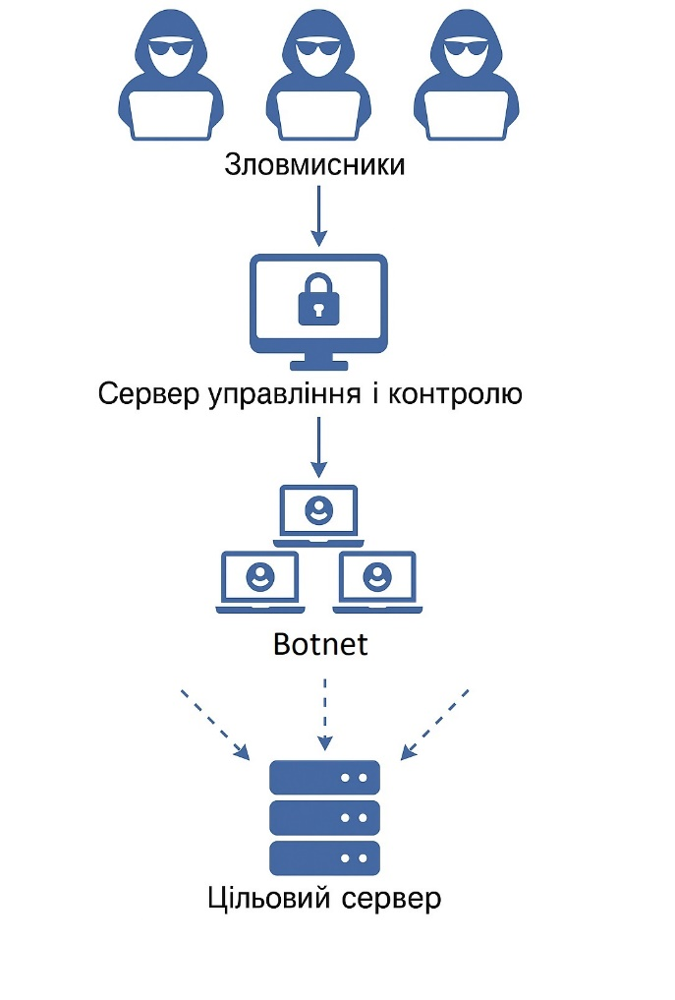 Зловмисники
Сервер управління і контролю
Botnet
Цільовий сервер